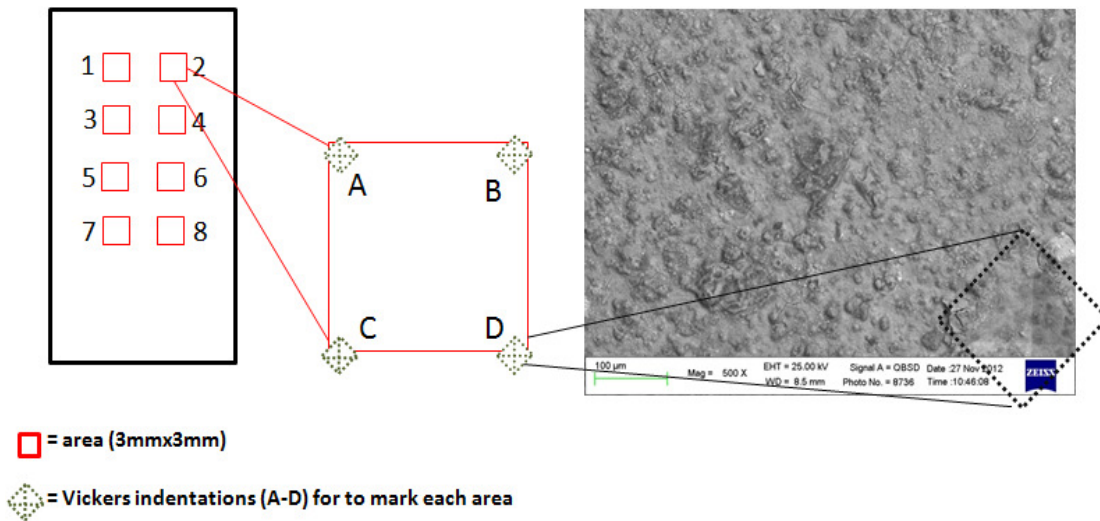 1 2
3 4
5 6
7 8
A B
C D
100 µm
Mag = 500 X
EHT = 25.00 kV
WD = 8.5 mm
Signal A = QBSD
Photo No. = 8736
Date :27 Nov 2012
Time :10:46:08
ZEISS
= area (3mmx3mm)
= Vickers indentations (A-D) for to mark each area